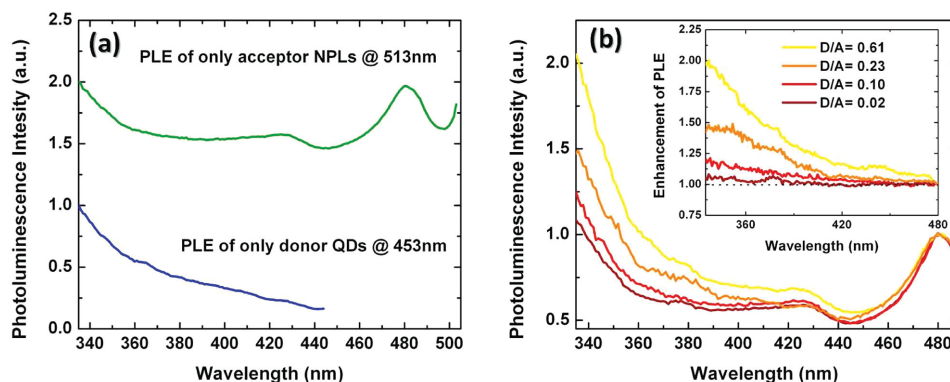 (a)
PLE of only acceptor NPLs @ 513nm
PLE of only donor QDs @ 453nm
Photoluminescence Intesity (a.u.)
2.5
2.0
1.5
1.0
0.5
0.0
340 360 380 400 420 440 460 480 500
Wavelength (nm)
(b)
Photoluminescence Intesity (a.u.)
2.0
1.5
1.0
0.5
340 360 380 400 420 440 460 480
Wavelength (nm)
Enhancement of PLE
2.25
2.00
1.75
1.50
1.25
1.00
0.75
D/A= 0.61
D/A= 0.23
D/A= 0.10
D/A= 0.02
360 420 480
Wavelength (nm)